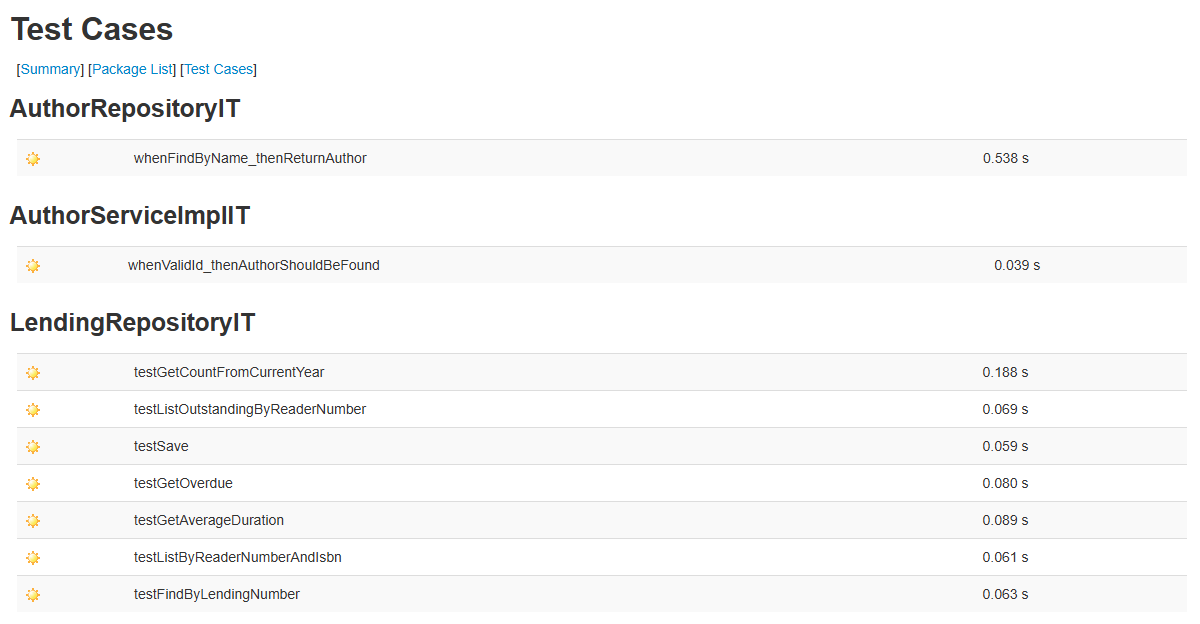 Test Cases
[Summary] [Package List] [Test Cases]
AuthorRepositoryIT
whenFindByName_thenReturnAuthor 0.538 s
AuthorServiceImplIT
whenValidId_thenAuthorShouldBeFound 0.039 s
LendingRepositoryIT
testGetCountFromCurrentYear 0.188 s
testListOutstandingByReaderNumber 0.069 s
testSave 0.059 s
testGetOverdue 0.080 s
testGetAverageDuration 0.089 s
testListByReaderNumberAndIsbn 0.061 s
testFindByLendingNumber 0.063 s